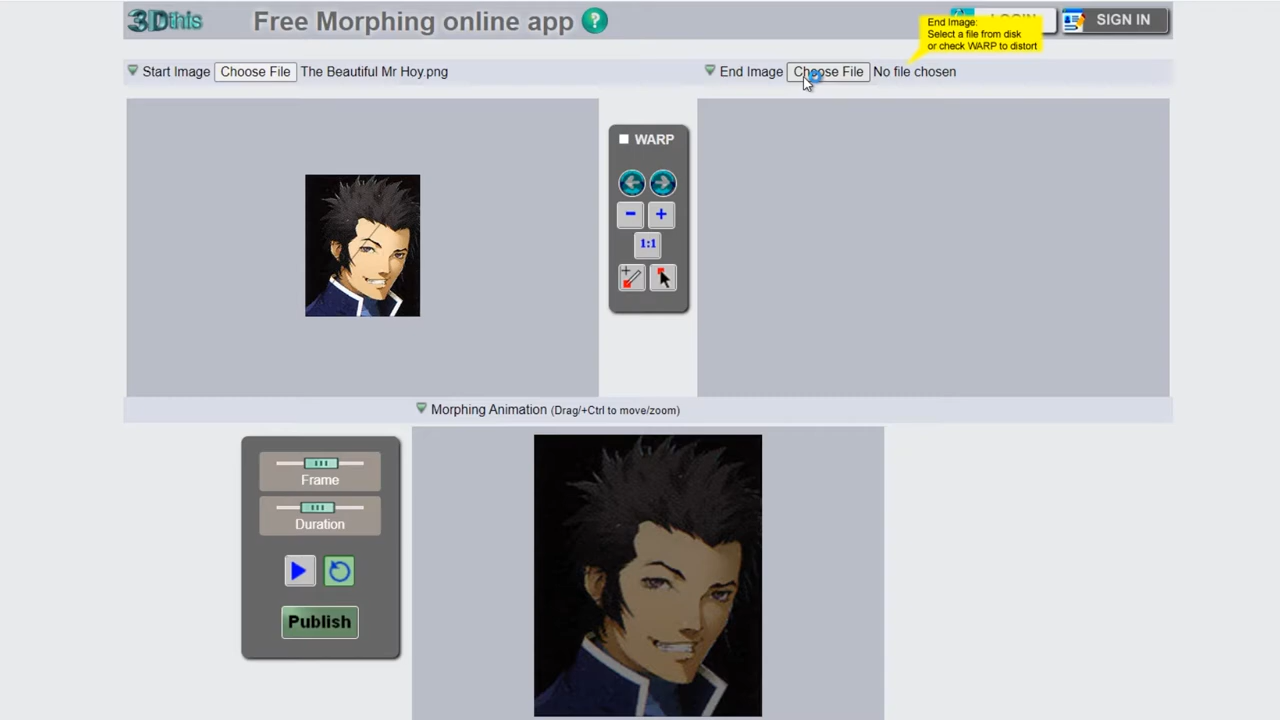 3Dthis
Free Morphing online app ?
LOGIN
SIGN IN
End Image:
Select a file from disk
or check WARP to distort
Start Image Choose File The Beautiful Mr Hoy.png
End Image Choose File No file chosen
WARP
- +
1:1
Morphing Animation (Drag/+Ctrl to move/zoom)
Frame
Duration
Publish